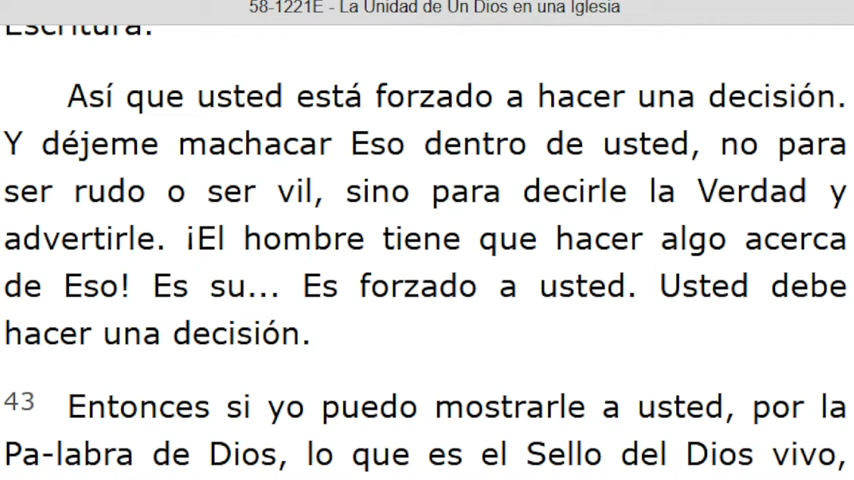 58-1221E - La Unidad de Un Dios en una Iglesia
Escritura.
Así que usted está forzado a hacer una decisión.
Y déjeme machacar Eso dentro de usted, no para
ser rudo o ser vil, sino para decirle la Verdad y
advertirle. ¡El hombre tiene que hacer algo acerca
de Eso! Es su... Es forzado a usted. Usted debe
hacer una decisión.
43 Entonces si yo puedo mostrarle a usted, por la
Pa-labra de Dios, lo que es el Sello del Dios vivo,